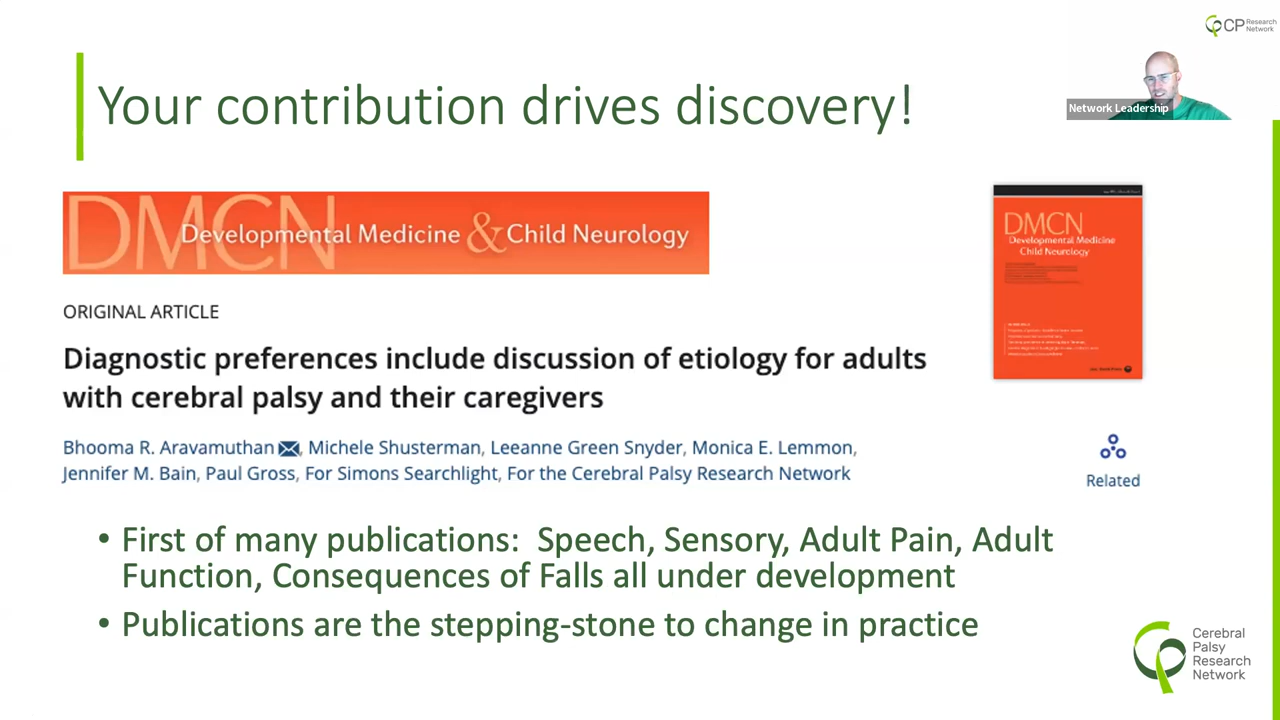 CP Research
Network
Your contribution drives discovery!
Network Leadership
DMCN
Developmental Medicine & Child Neurology
DMCN
Developmental Medicine
Child Neurology
ORIGINAL ARTICLE
Diagnostic preferences include discussion of etiology for adults
with cerebral palsy and their caregivers
Bhooma R. Aravamuthan, Michele Shusterman, Leeanne Green Snyder, Monica E. Lemmon,
Jennifer M. Bain, Paul Gross, For Simons Searchlight, For the Cerebral Palsy Research Network
Related
• First of many publications: Speech, Sensory, Adult Pain, Adult
Function, Consequences of Falls all under development
• Publications are the stepping-stone to change in practice
Cerebral
Palsy
Research
Network